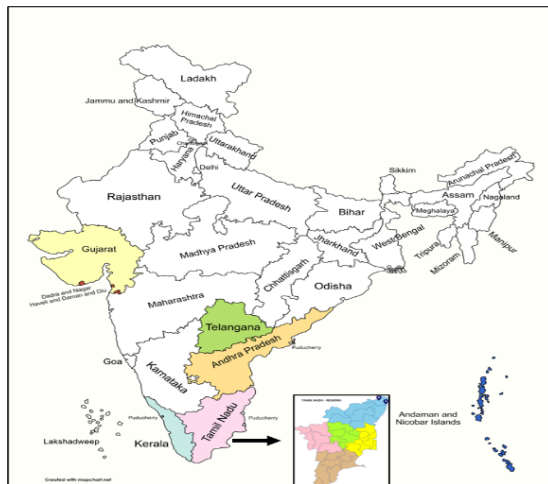 Ladakh
Jammu and Kashmir
Himachal
Pradesh
Punjab
Chandigarh
Uttarakhand
Haryana
Delhi
Arunachal Pradesh
Sikkim
Rajasthan
Uttar Pradesh
Assam
Nagaland
Bihar
Meghalaya
Manipur
Gujarat
Madhya Pradesh
Jharkhand
West Bengal
Tripura
Mizoram
Chhattisgarh
Dadra and Nagar
Haveli and Daman and Diu
Odisha
Maharashtra
Telangana
Andhra Pradesh
Puducherry
Goa
Karnataka
Puducherry
Tamil Nadu
Puducherry
Andaman and
Nicobar Islands
Lakshadweep
Kerala
Created with mapchart.net